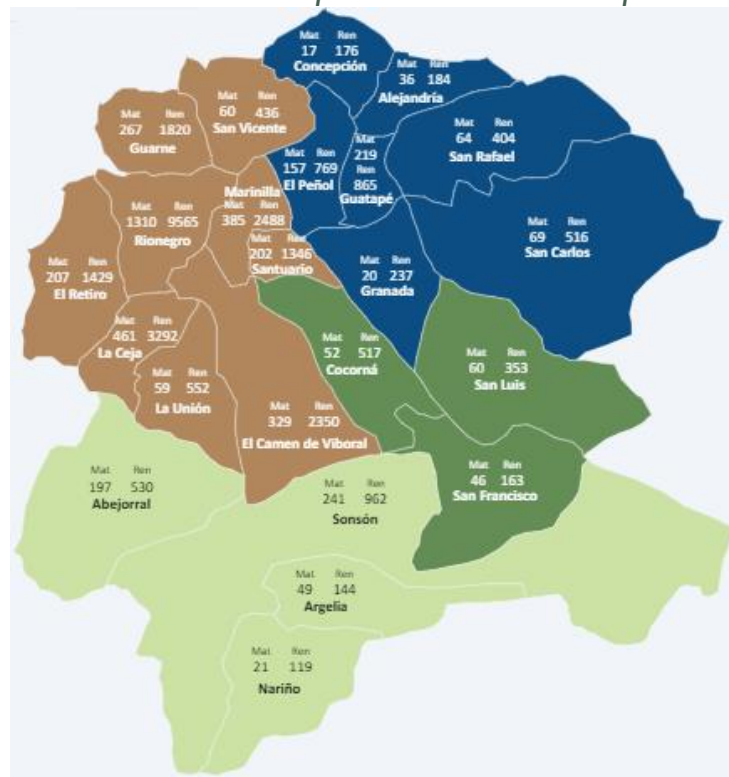 Mat Ren
17 176
Concepción
Mat Ren
36 184
Alejandría
Mat Ren
60 436
San Vicente
Mat Ren
267 1820
Guarne
Mat
219
Ren
865
Guatapé
Mat Ren
64 404
San Rafael
Mat Ren
157 769
El Peñol
Marinilla
Mat Ren
385 2488
Mat Ren
1310 9565
Rionegro
Mat Ren
69 516
San Carlos
Mat Ren
202 1346
Santuario
Mat Ren
207 1429
El Retiro
Mat Ren
20 237
Granada
Mat Ren
461 3292
La Ceja
Mat Ren
52 517
Cocorná
Mat Ren
60 353
San Luis
Mat Ren
59 552
La Unión
Mat Ren
329 2350
El Camen de Viboral
Mat Ren
46 163
San Francisco
Mat Ren
197 530
Abejorral
Mat Ren
241 962
Sonsón
Mat Ren
49 144
Argelia
Mat Ren
21 119
Nariño